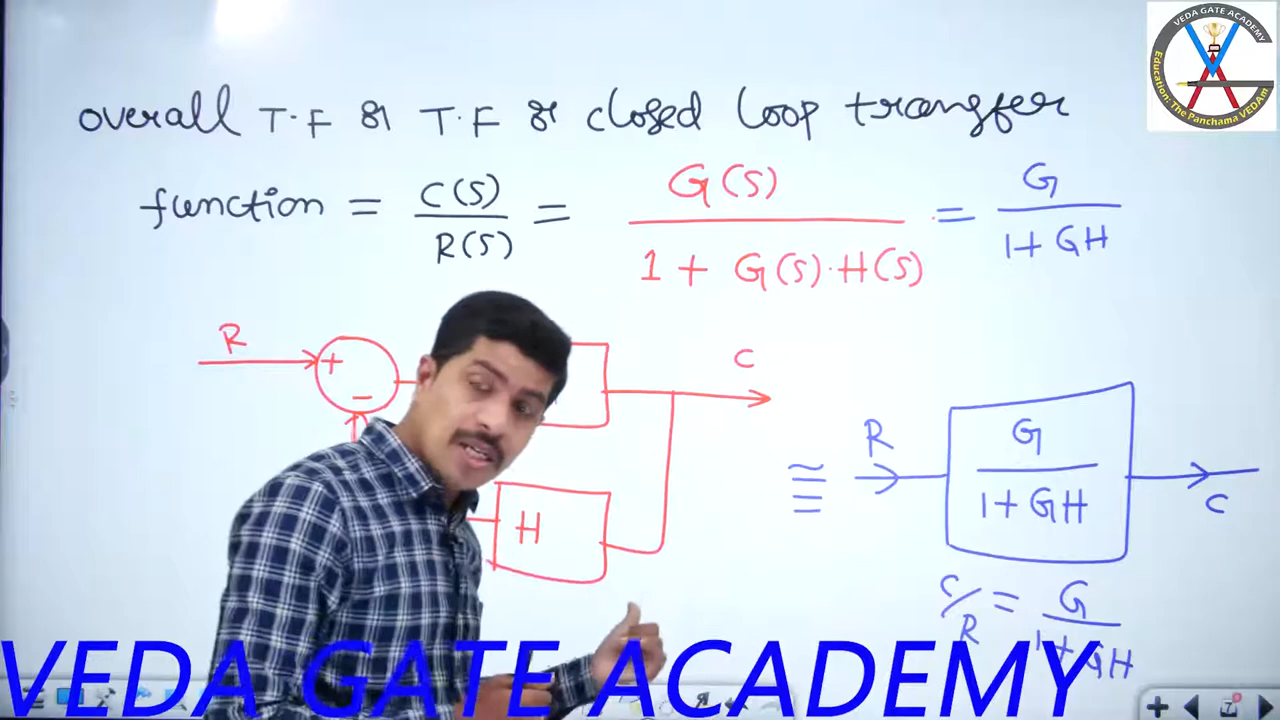 VEDA GATE ACADEMY
Education: The Panchama VEDAm
overall T.F or T.F or closed loop transfer
function = C(S) / R(S) = G(S) / 1 + G(S)·H(S) = G / 1 + GH
R
+
−
C
H
≅ R G / 1 + GH C
C/R = G / 1 + GH
VEDA GATE ACADEMY
7